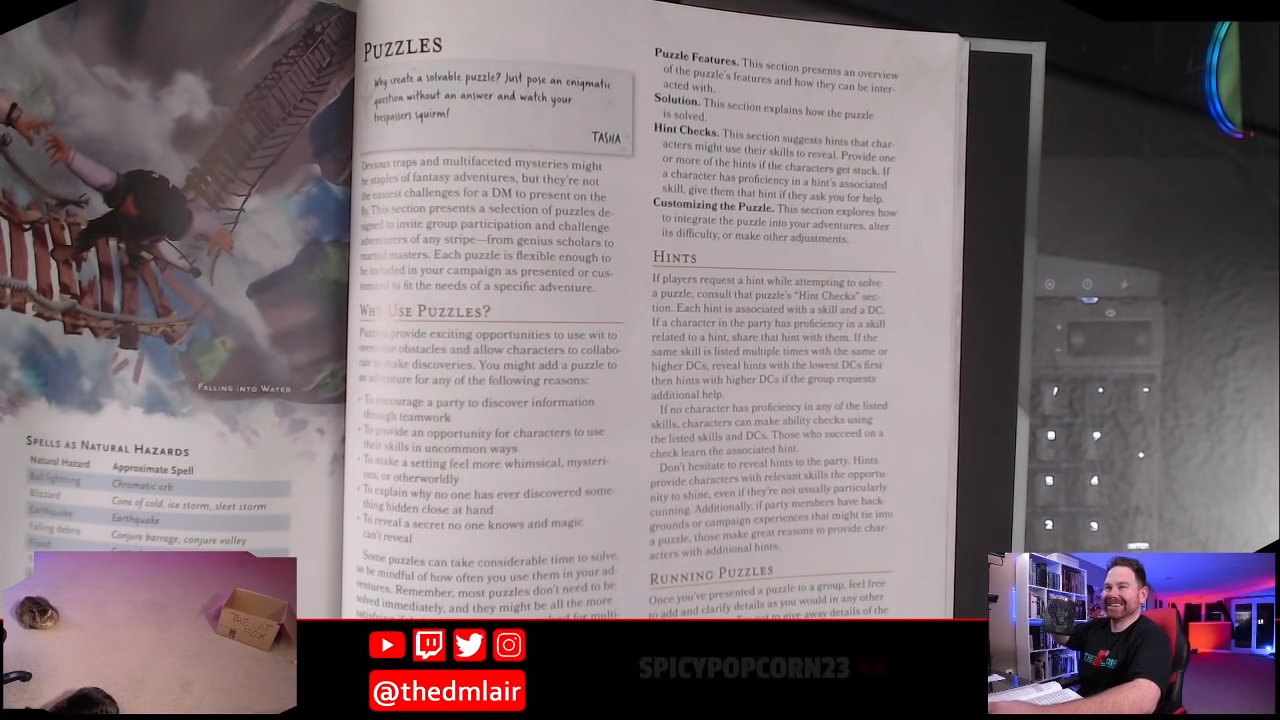 FALLING INTO WATER
SPELLS AS NATURAL HAZARDS
Natural Hazard Approximate Spell
Ball lightning Chromatic orb
Blizzard Cone of cold, ice storm, sleet storm
Earthquake Earthquake
Falling debris Conjure barrage, conjure volley
Flood
PUZZLES
Why create a solvable puzzle? Just pose an enigmatic
question without an answer and watch your
trespassers squirm!
TASHA
Devious traps and multifaceted mysteries might
be staples of fantasy adventures, but they're not
the easiest challenges for a DM to present on the
fly. This section presents a selection of puzzles de-
signed to invite group participation and challenge
adventurers of any stripe—from genius scholars to
martial masters. Each puzzle is flexible enough to
be included in your campaign as presented or cus-
tomized to fit the needs of a specific adventure.
WHY USE PUZZLES?
Puzzles provide exciting opportunities to use wit to
overcome obstacles and allow characters to collabo-
rate to make discoveries. You might add a puzzle to
an adventure for any of the following reasons:
• To encourage a party to discover information
through teamwork
• To provide an opportunity for characters to use
their skills in uncommon ways
• To make a setting feel more whimsical, mysteri-
ous, or otherworldly
• To explain why no one has ever discovered some-
thing hidden close at hand
• To reveal a secret no one knows and magic
can't reveal
Some puzzles can take considerable time to solve,
so be mindful of how often you use them in your ad-
ventures. Remember, most puzzles don't need to be
solved immediately, and they might be all the more
Puzzle Features. This section presents an overview
of the puzzle's features and how they can be inter-
acted with.
Solution. This section explains how the puzzle
is solved.
Hint Checks. This section suggests hints that char-
acters might use their skills to reveal. Provide one
or more of the hints if the characters get stuck. If
a character has proficiency in a hint's associated
skill, give them that hint if they ask you for help.
Customizing the Puzzle. This section explores how
to integrate the puzzle into your adventures, alter
its difficulty, or make other adjustments.
HINTS
If players request a hint while attempting to solve
a puzzle, consult that puzzle's "Hint Checks" sec-
tion. Each hint is associated with a skill and a DC.
If a character in the party has proficiency in a skill
related to a hint, share that hint with them. If the
same skill is listed multiple times with the same or
higher DCs, reveal hints with the lowest DCs first
then hints with higher DCs if the group requests
additional help.
If no character has proficiency in any of the listed
skills, characters can make ability checks using
the listed skills and DCs. Those who succeed on a
check learn the associated hint.
Don't hesitate to reveal hints to the party. Hints
provide characters with relevant skills the opportu-
nity to shine, even if they're not usually particularly
cunning. Additionally, if party members have back-
grounds or campaign experiences that might tie into
a puzzle, those make great reasons to provide char-
acters with additional hints.
RUNNING PUZZLES
Once you've presented a puzzle to a group, feel free
to add and clarify details as you would in any other
to give away details of the
THE CAT BOX
@thedmlair
SPICYPOPCORN23